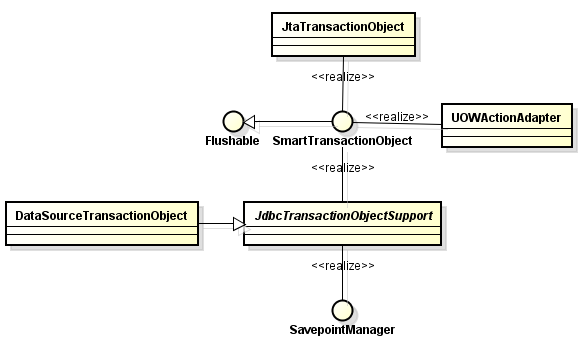 JtaTransactionObject
<<realize>>
<<realize>>
UOWActionAdapter
Flushable
SmartTransactionObject
<<realize>>
DataSourceTransactionObject
JdbcTransactionObjectSupport
<<realize>>
SavepointManager